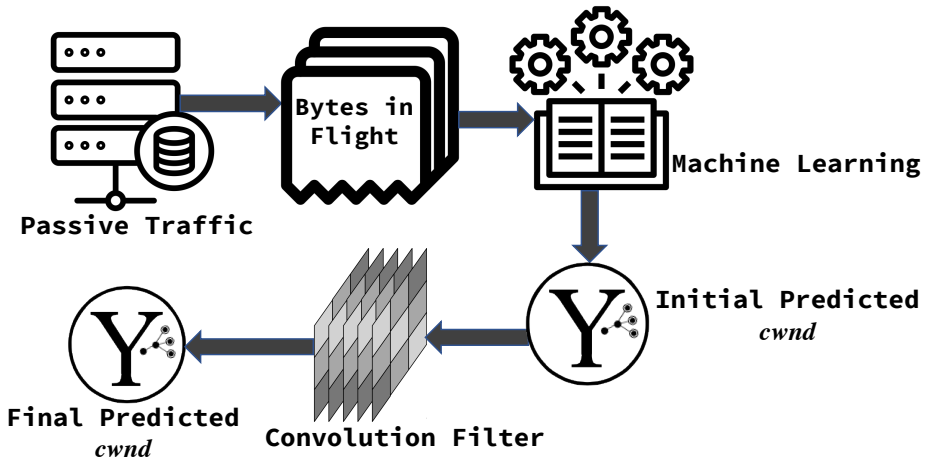 Bytes in
Flight
Machine Learning
Passive Traffic
Initial Predicted
cwnd
Y
Y
Final Predicted
cwnd
Convolution Filter